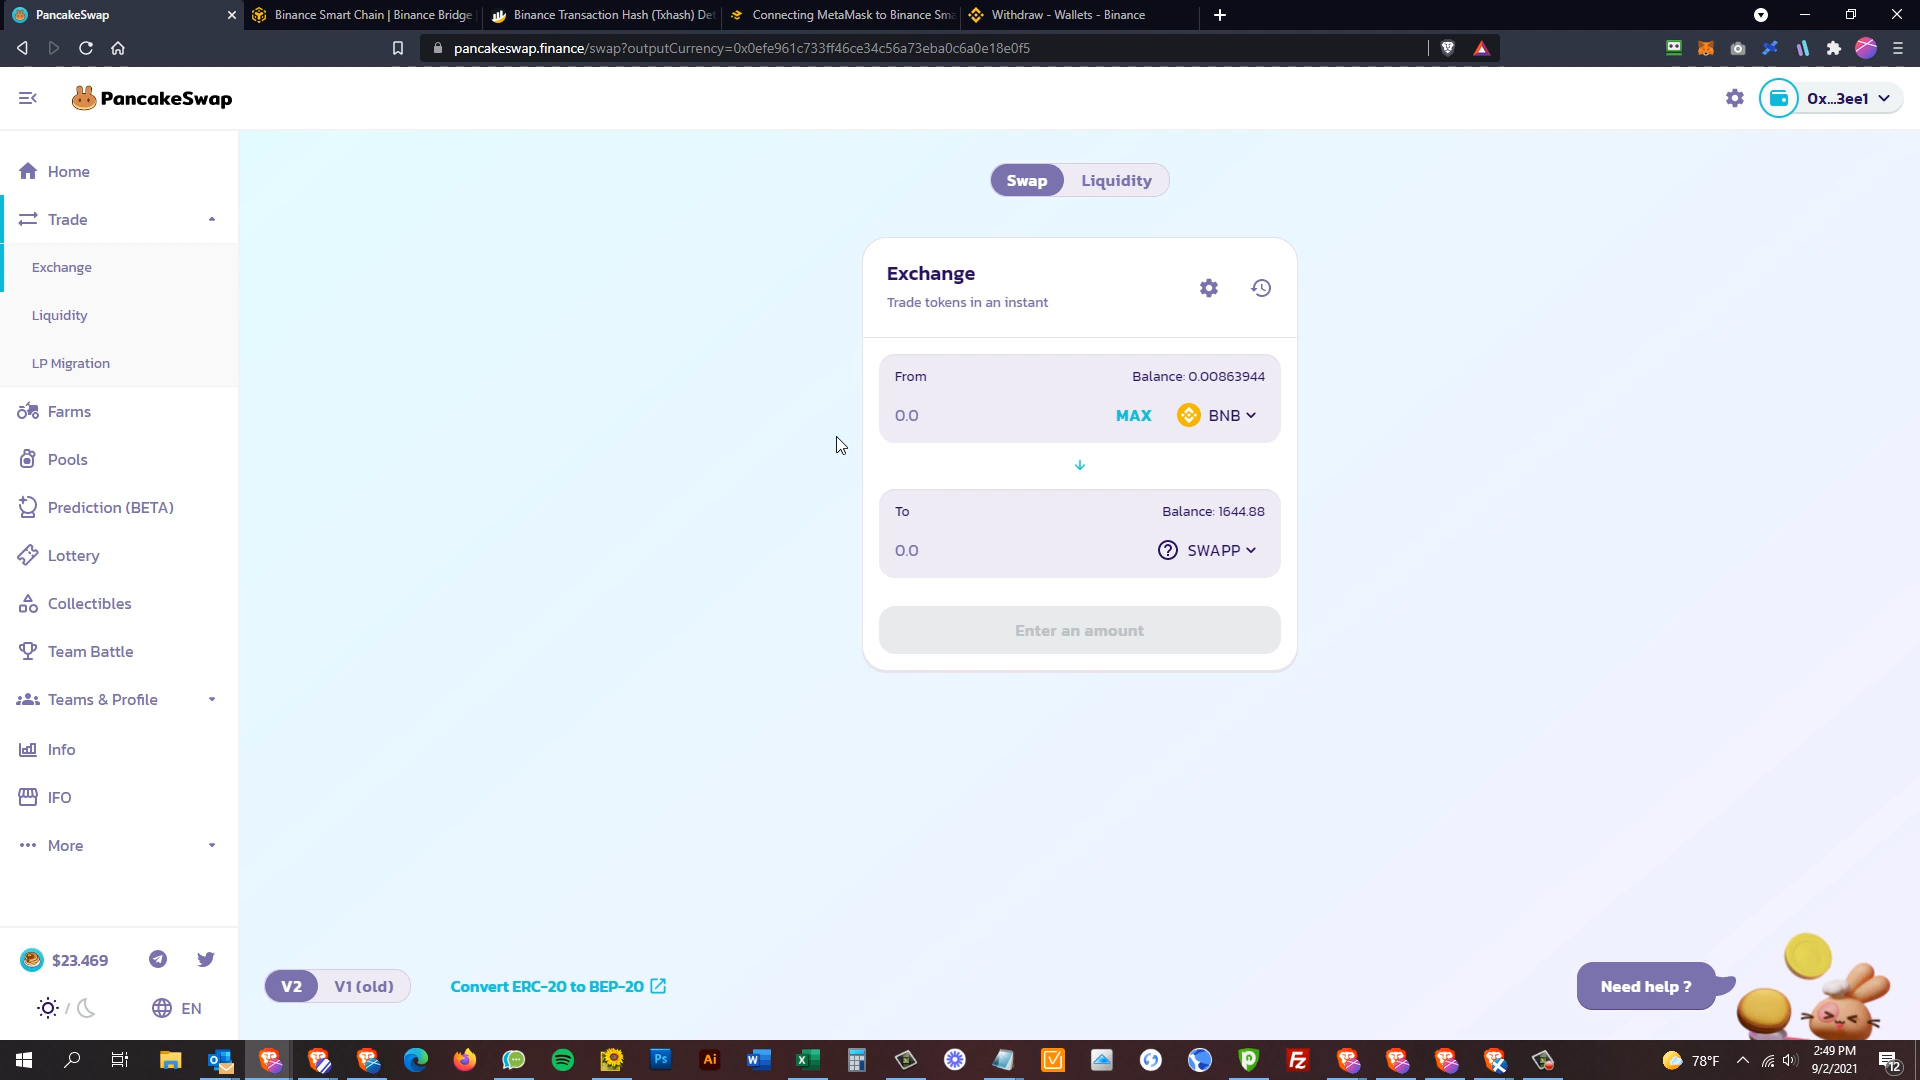 PancakeSwap
Binance Smart Chain | Binance Bridge
Binance Transaction Hash (Txhash) Det
Connecting MetaMask to Binance Sma
Withdraw - Wallets - Binance
pancakeswap.finance/swap?outputCurrency=0x0efe961c733ff46ce34c56a73eba0c6a0e18e0f5
PancakeSwap
0x...3ee1
Home
Trade
Exchange
Liquidity
LP Migration
Farms
Pools
Prediction (BETA)
Lottery
Collectibles
Team Battle
Teams & Profile
Info
IFO
More
$23.469
/
EN
Swap
Liquidity
Exchange
Trade tokens in an instant
From
Balance: 0.00863944
0.0
MAX
BNB
To
Balance: 1644.88
0.0
SWAPP
Enter an amount
V2
V1 (old)
Convert ERC-20 to BEP-20
Need help ?
Ps
Ai
78°F
2:49 PM
9/2/2021
12